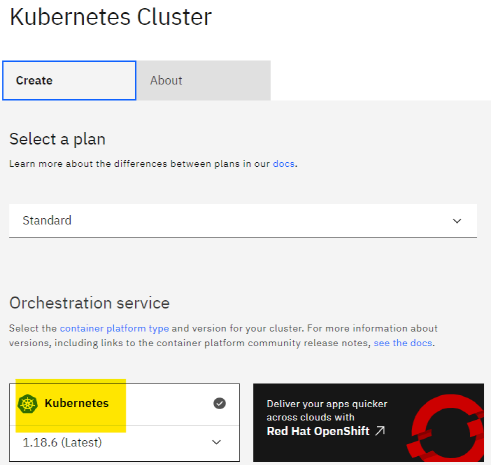 Kubernetes Cluster
Create
About
Select a plan
Learn more about the differences between plans in our docs.
Standard
Orchestration service
Select the container platform type and version for your cluster. For more information about
versions, including links to the container platform community release notes, see the docs.
Kubernetes
1.18.6 (Latest)
Deliver your apps quicker
across clouds with
Red Hat OpenShift